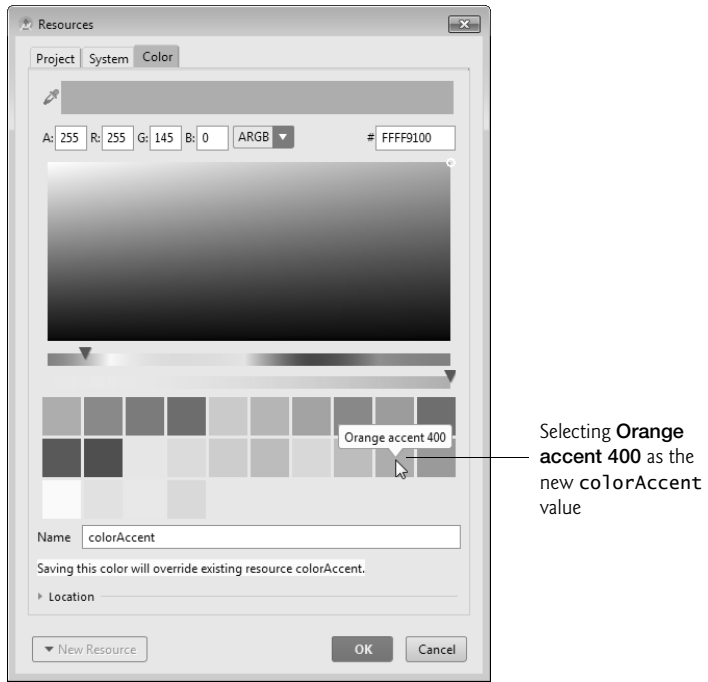 Resources
Project System Color
A: 255 R: 255 G: 145 B: 0 ARGB # FFFF9100
Orange accent 400
Selecting Orange
accent 400 as the
new colorAccent
value
Name colorAccent
Saving this color will override existing resource colorAccent.
Location
New Resource OK Cancel